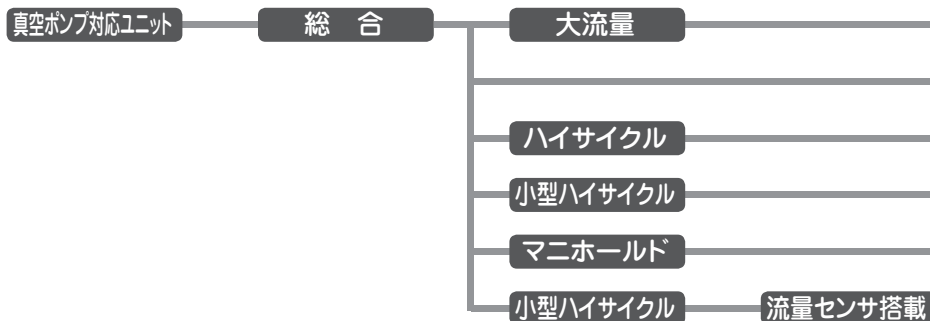 真空ポンプ対応ユニット
総 合
大流量
ハイサイクル
小型ハイサイクル
マニホールド
小型ハイサイクル
流量センサ搭載